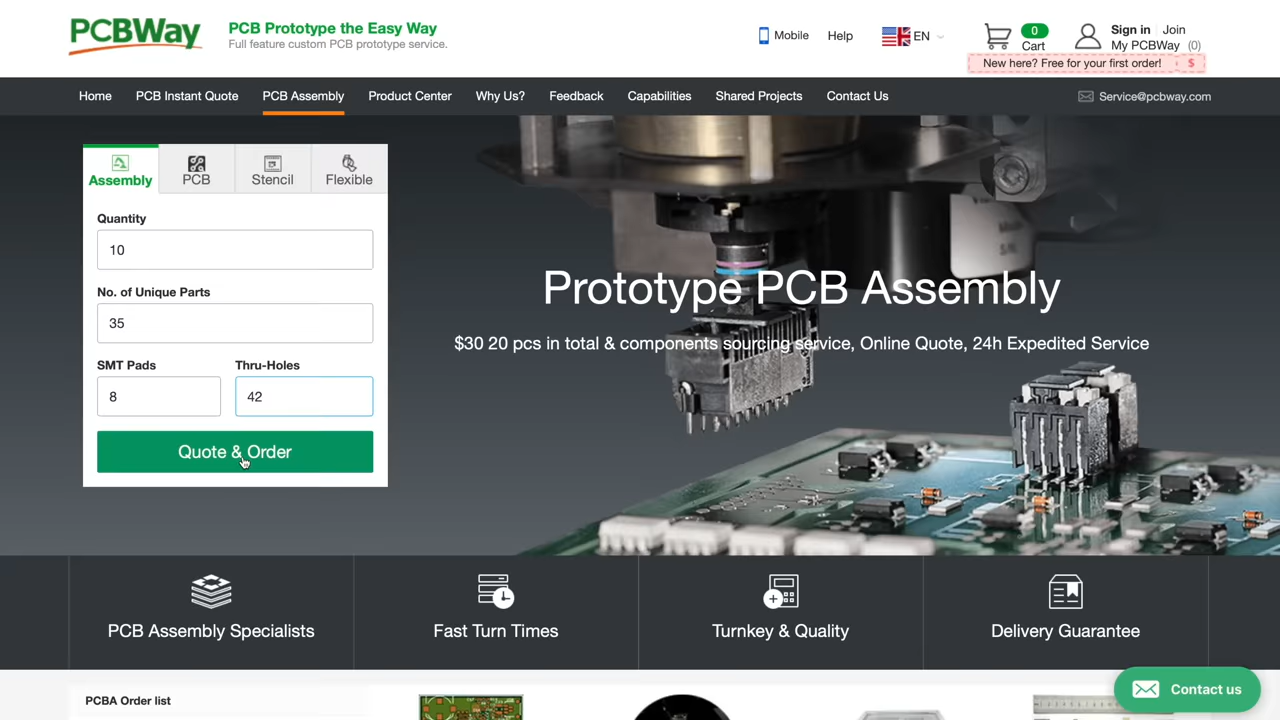 PCBWay
PCB Prototype the Easy Way
Full feature custom PCB prototype service.
Mobile
Help
EN
0
Cart
Sign in
Join
My PCBWay (0)
New here? Free for your first order!
$
Home
PCB Instant Quote
PCB Assembly
Product Center
Why Us?
Feedback
Capabilities
Shared Projects
Contact Us
Service@pcbway.com
Assembly
PCB
Stencil
Flexible
Quantity
10
No. of Unique Parts
35
SMT Pads
Thru-Holes
8
42
Quote & Order
Prototype PCB Assembly
$30 20 pcs in total & components sourcing service, Online Quote, 24h Expedited Service
PCB Assembly Specialists
Fast Turn Times
Turnkey & Quality
Delivery Guarantee
PCBA Order list
Contact us